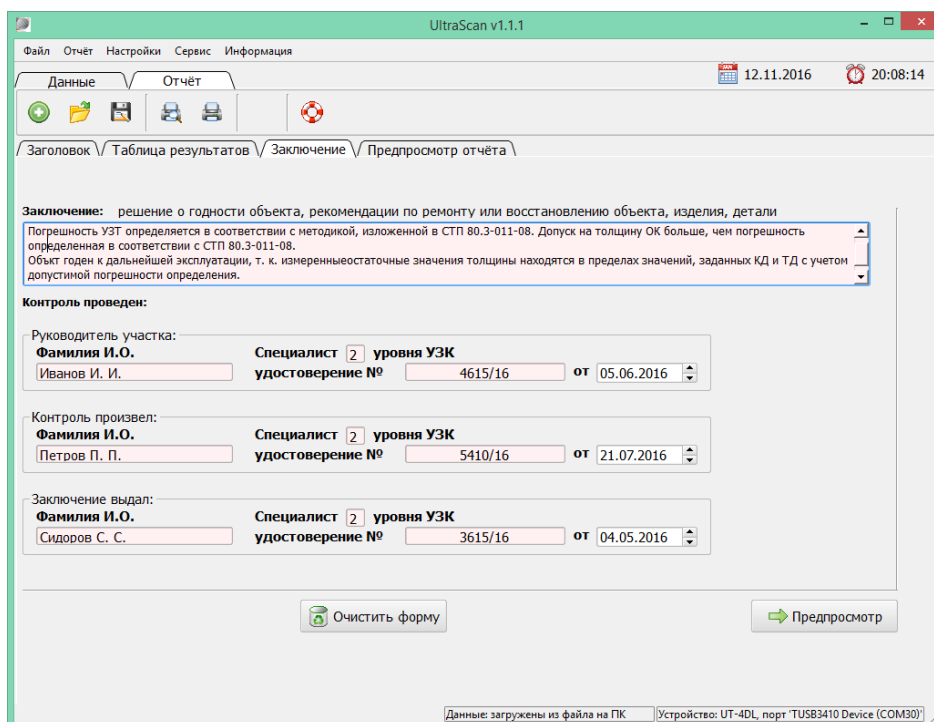 UltraScan v1.1.1
Файл Отчёт Настройки Сервис Информация
Данные Отчёт 12.11.2016 20:08:14
Заголовок Таблица результатов Заключение Предпросмотр отчёта
Заключение: решение о годности объекта, рекомендации по ремонту или восстановлению объекта, изделия, детали
Погрешность УЗТ определяется в соответствии с методикой, изложенной в СТП 80.3-011-08. Допуск на толщину ОК больше, чем погрешность
определенная в соответствии с СТП 80.3-011-08.
Объкт годен к дальнейшей эксплуатации, т. к. измеренныеостаточные значения толщины находятся в пределах значений, заданных КД и ТД с учетом
допустимой погрешности определения.
Контроль проведен:
Руководитель участка:
Фамилия И.О. Специалист 2 уровня УЗК
Иванов И. И. удостоверение № 4615/16 от 05.06.2016
Контроль произвел:
Фамилия И.О. Специалист 2 уровня УЗК
Петров П. П. удостоверение № 5410/16 от 21.07.2016
Заключение выдал:
Фамилия И.О. Специалист 2 уровня УЗК
Сидоров С. С. удостоверение № 3615/16 от 04.05.2016
Очистить форму Предпросмотр
Данные: загружены из файла на ПК Устройство: UT-4DL, порт 'TUSB3410 Device (COM30)'